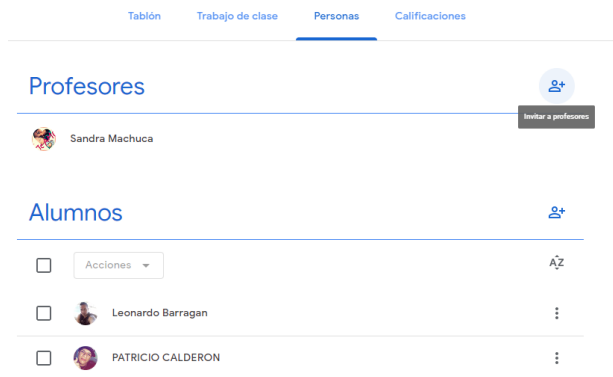 Tablón Trabajo de clase Personas Calificaciones
Profesores
Invitar a profesores
Sandra Machuca
Alumnos
Acciones
AZ
Leonardo Barragan
PATRICIO CALDERON